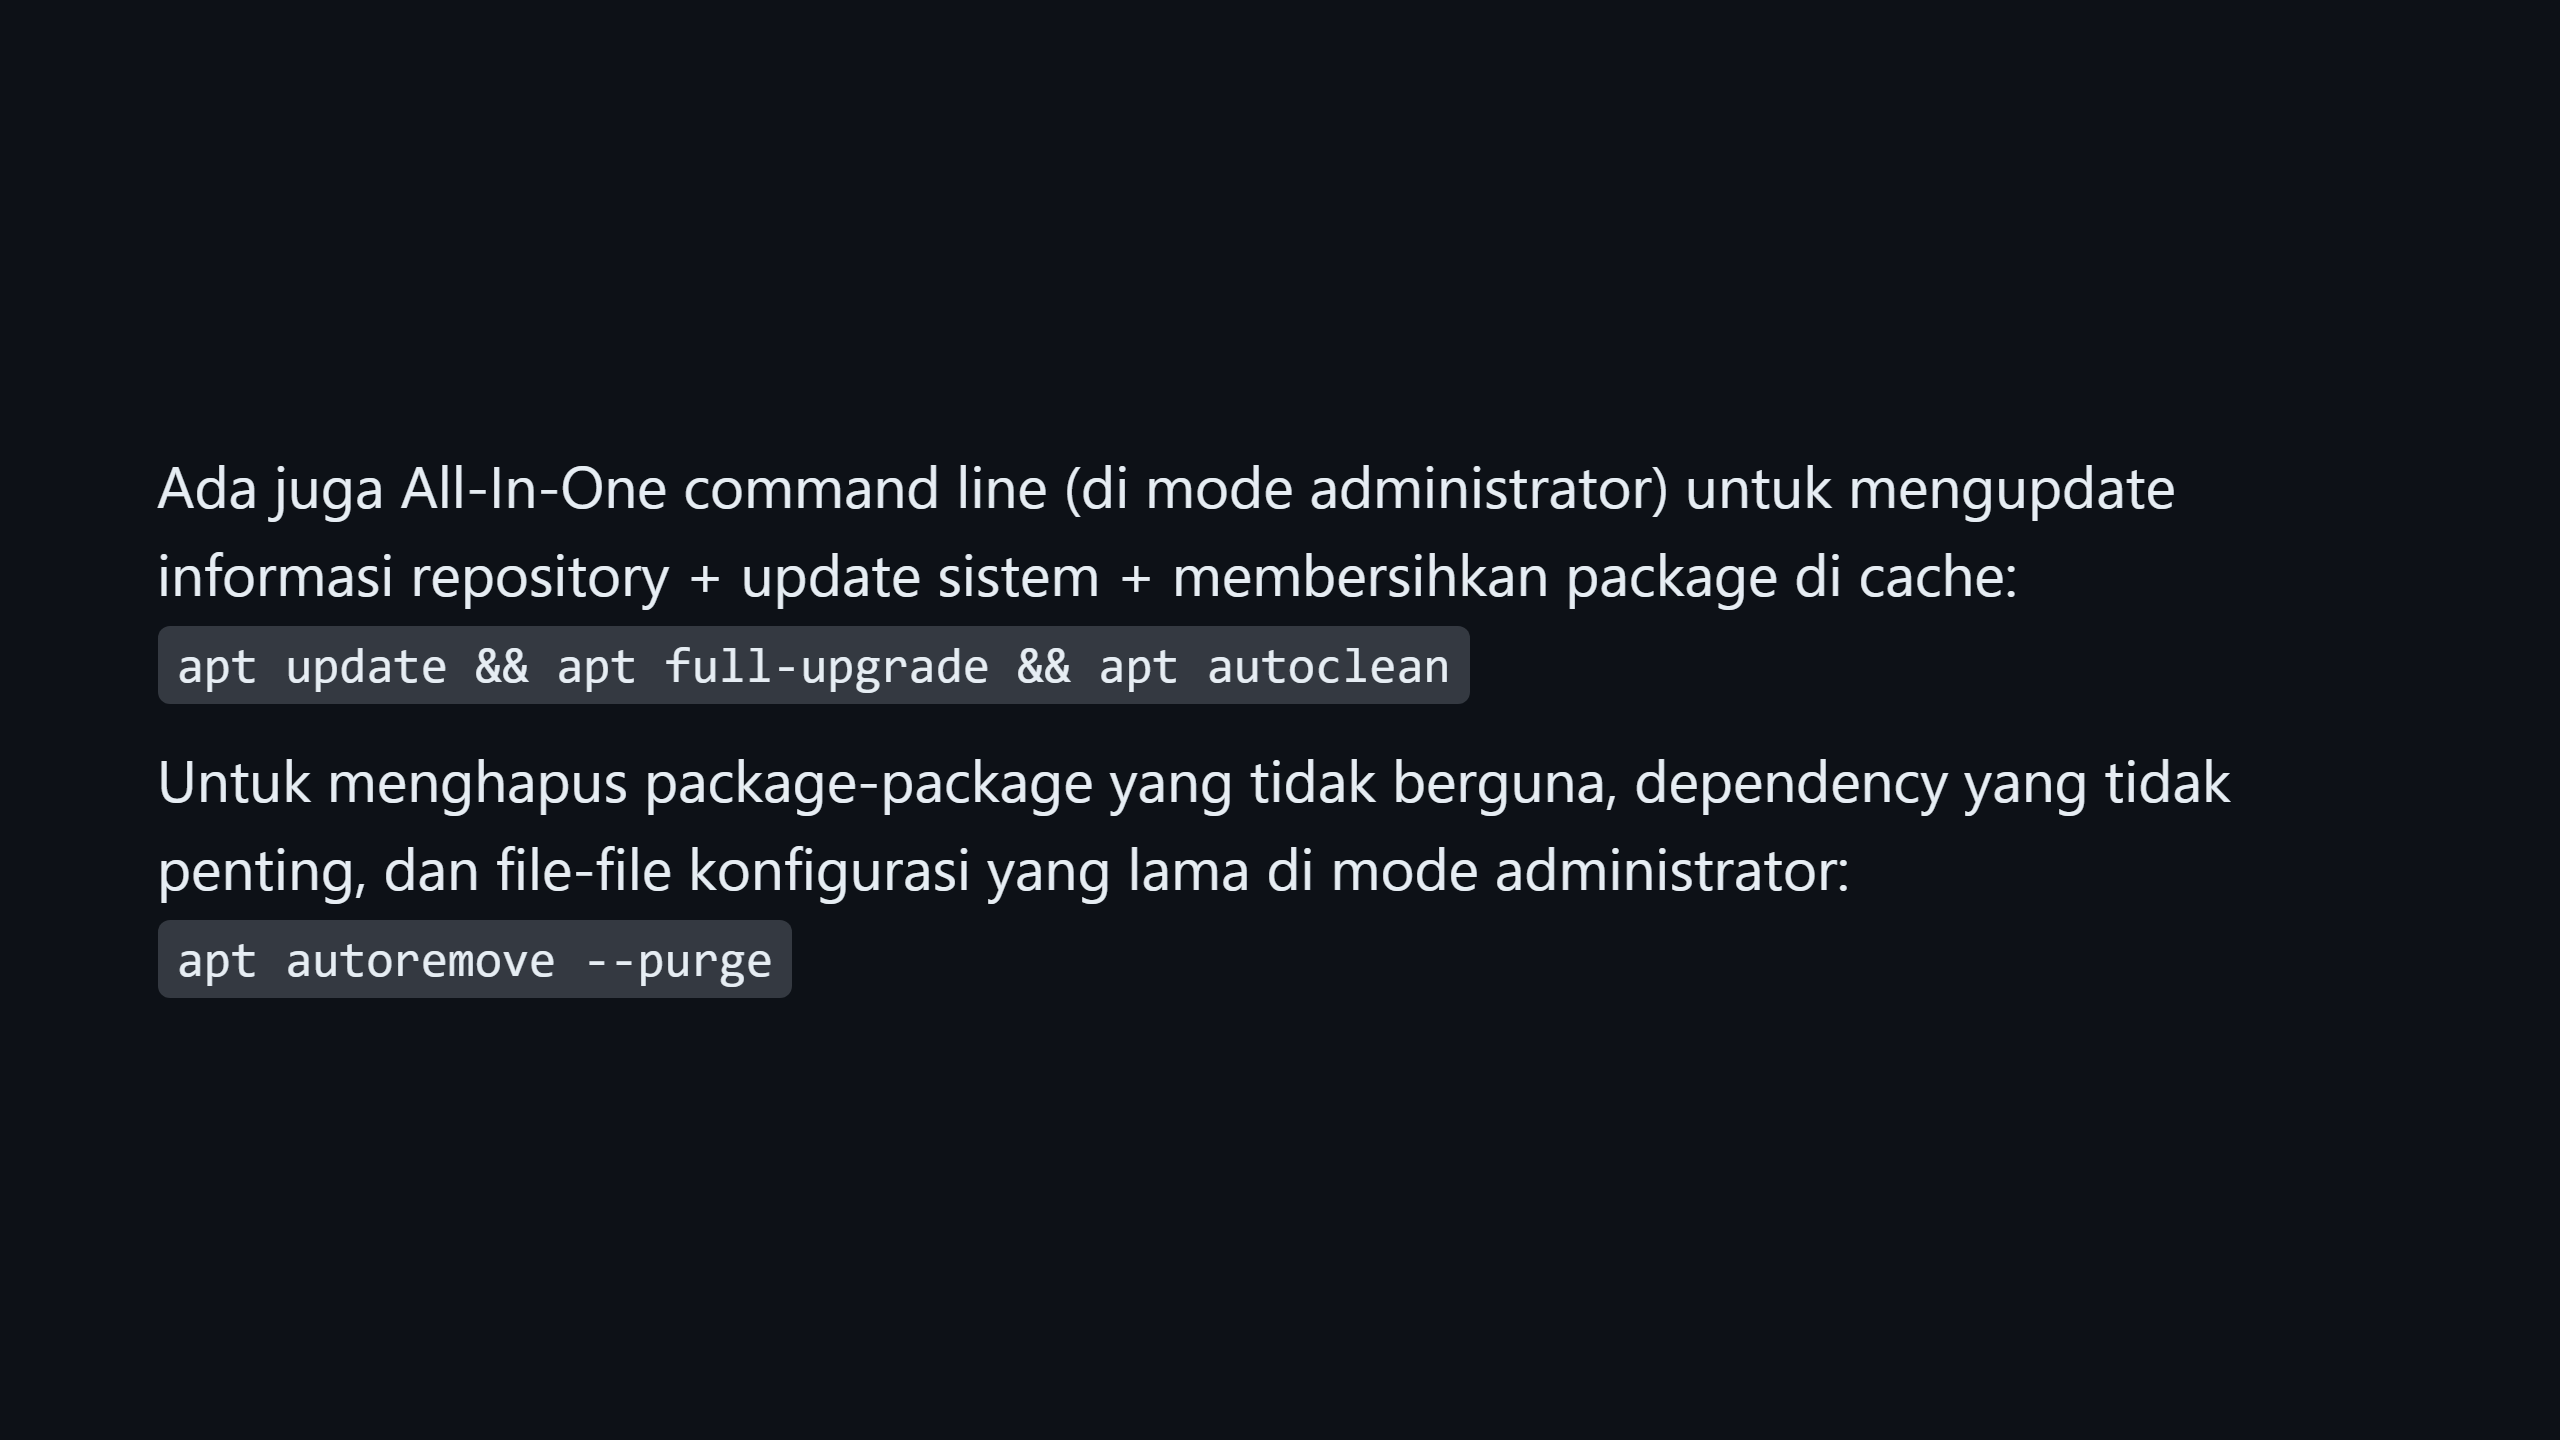 Ada juga All-In-One command line (di mode administrator) untuk mengupdate
informasi repository + update sistem + membersihkan package di cache:
apt update && apt full-upgrade && apt autoclean
Untuk menghapus package-package yang tidak berguna, dependency yang tidak
penting, dan file-file konfigurasi yang lama di mode administrator:
apt autoremove --purge